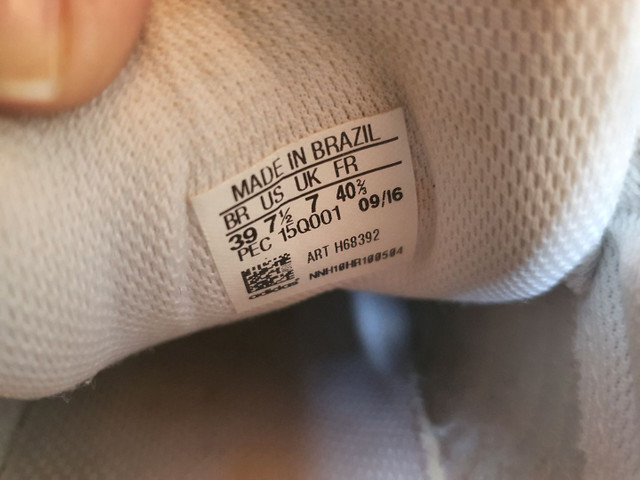 MADE IN BRAZIL
BR US UK FR
39 7½ 7 40⅔
PEC 15Q001 09/16
ART H68392
NNH10HR100504
adidas